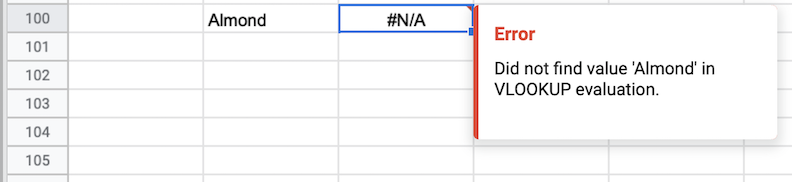 100 Almond #N/A
Error
101
Did not find value 'Almond' in
102
VLOOKUP evaluation.
103
104
105